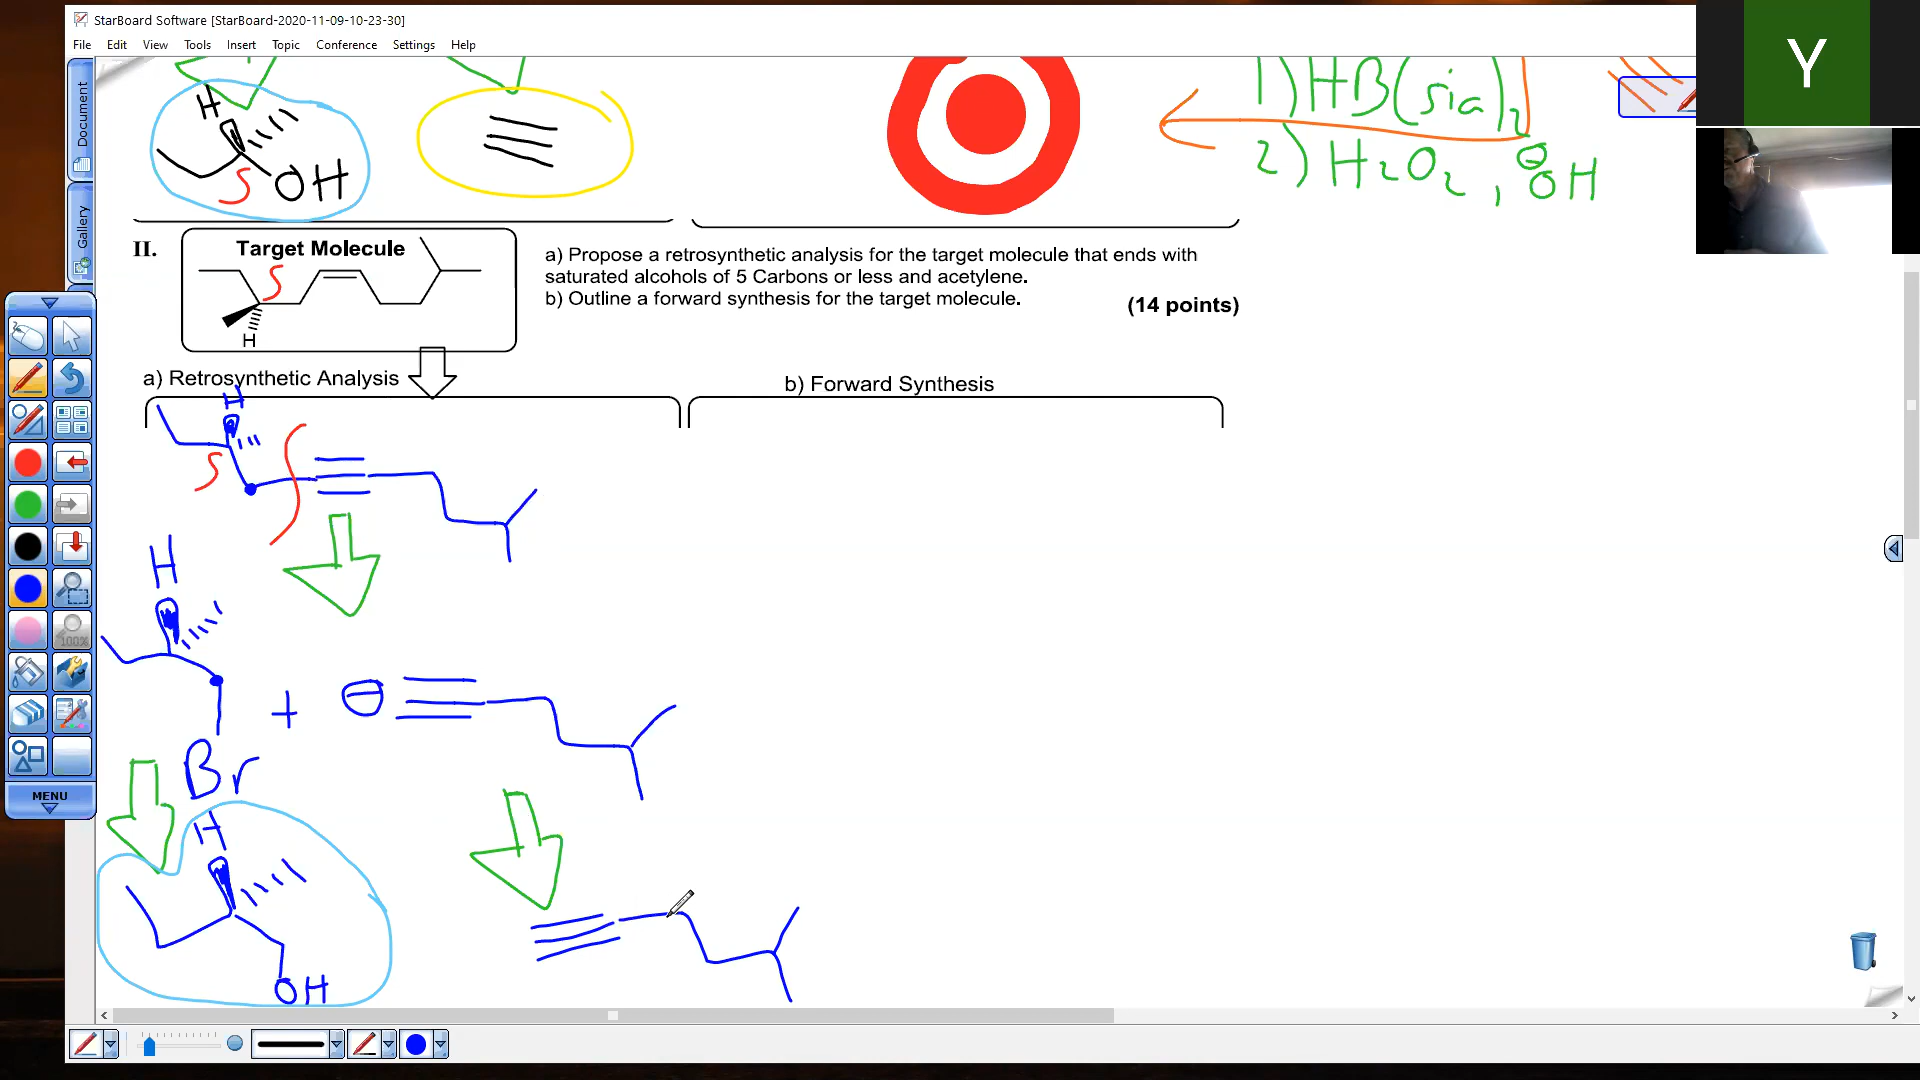 StarBoard Software [StarBoard-2020-11-09-10-23-30]
File Edit View Tools Insert Topic Conference Settings Help
Document
Gallery
H
S
OH
1) HB(sia)2
2) H2O2, ⊖OH
Y
II.
Target Molecule
S
H
a) Propose a retrosynthetic analysis for the target molecule that ends with
saturated alcohols of 5 Carbons or less and acetylene.
b) Outline a forward synthesis for the target molecule.
(14 points)
a) Retrosynthetic Analysis
b) Forward Synthesis
H
S
H
+ ⊖
Br
H
OH
100%
MENU